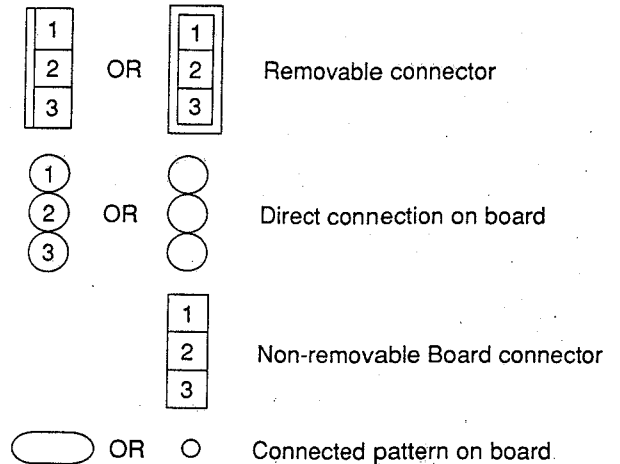 1
2 OR 2 Removable connector
3
1
3
1
2 OR Direct connection on board
3
1
2 Non-removable Board connector
3
OR Connected pattern on board